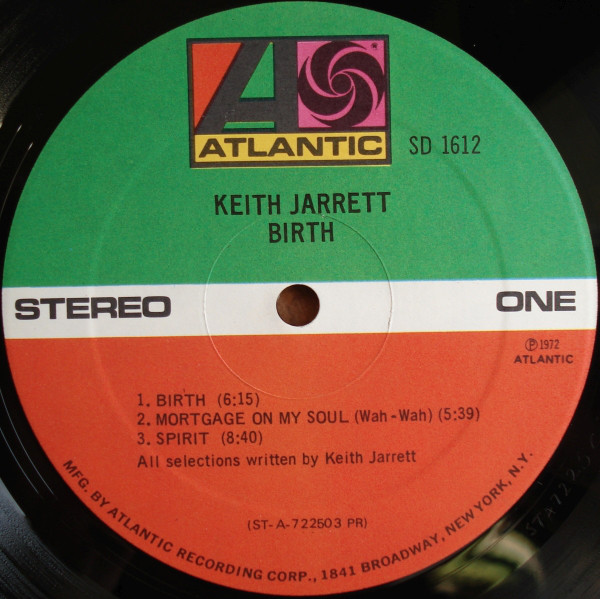 ATLANTIC
SD 1612
KEITH JARRETT
BIRTH
STEREO
ONE
Ⓟ1972
ATLANTIC
1. BIRTH (6:15)
2. MORTGAGE ON MY SOUL (Wah-Wah) (5:39)
3. SPIRIT (8:40)
All selections written by Keith Jarrett
(ST-A-722503 PR)
MFG. BY ATLANTIC RECORDING CORP., 1841 BROADWAY, NEW YORK, N.Y.